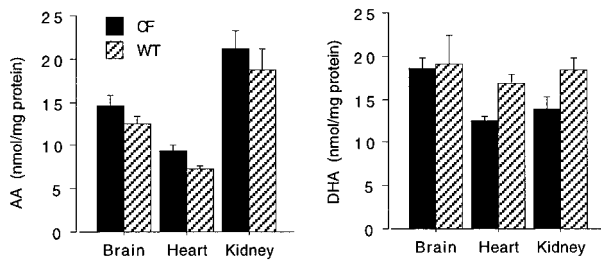 AA (nmol/mg protein)
25
20
15
10
5
0
CF
WT
Brain Heart Kidney
DHA (nmol/mg protein)
25
20
15
10
5
0
Brain Heart Kidney